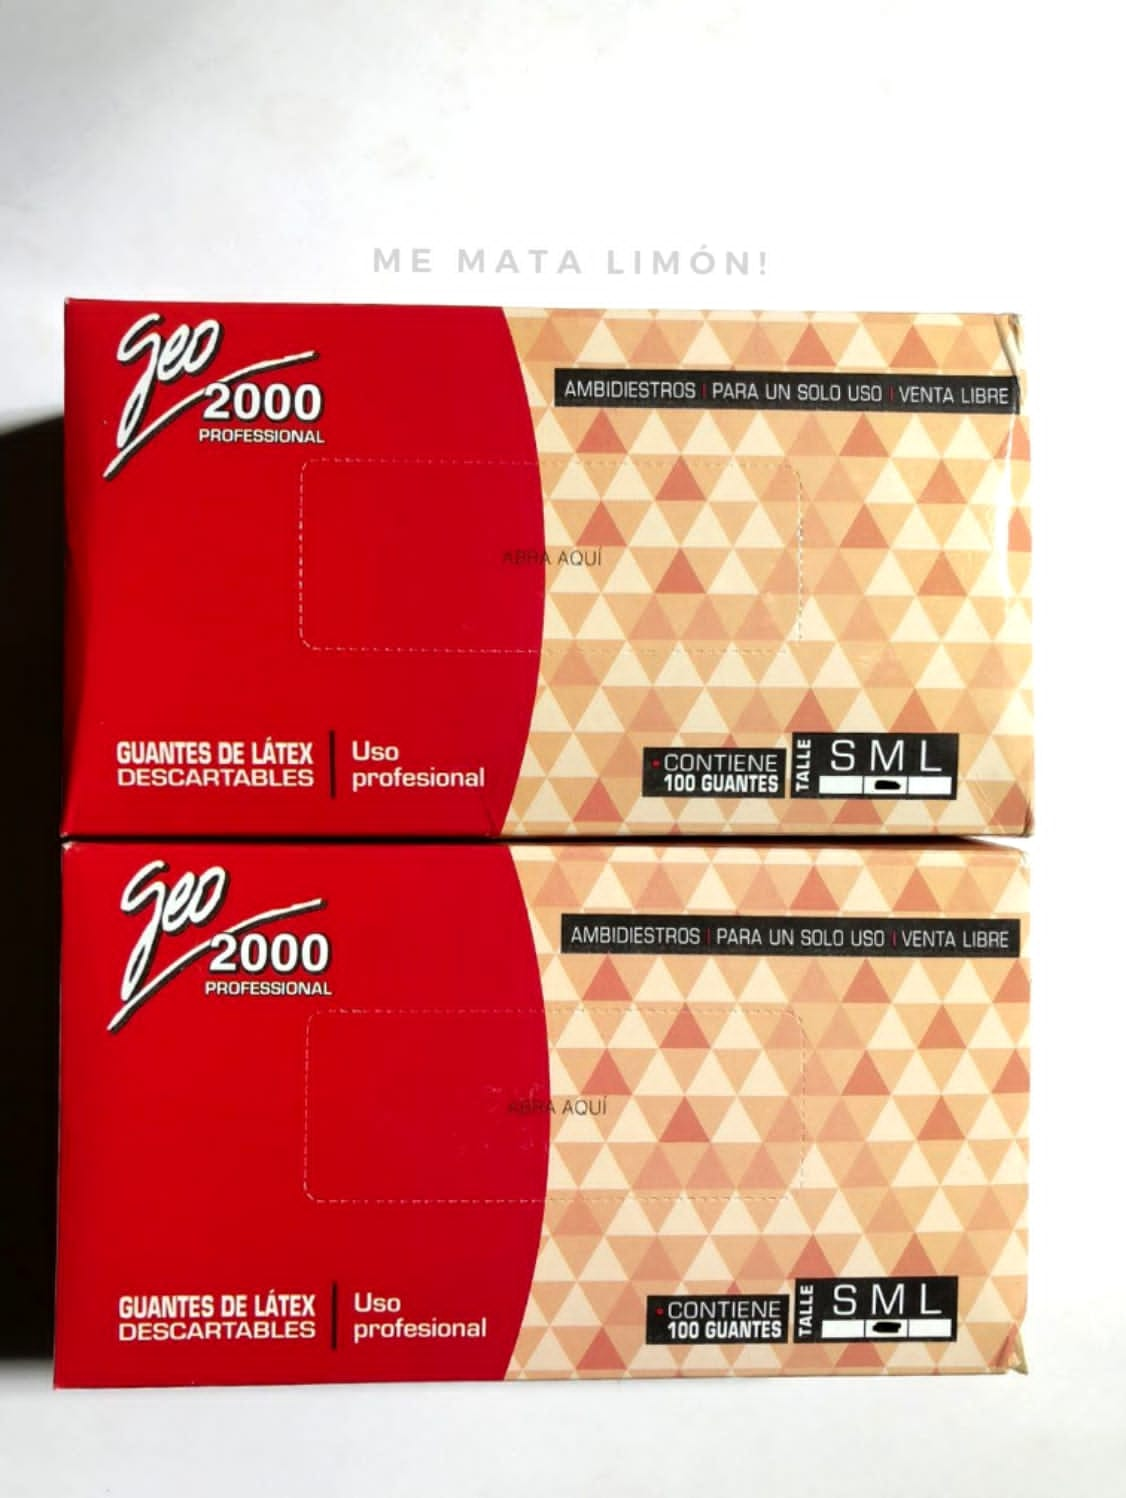 ME MATA LIMÓN!
geo
2000
PROFESSIONAL
AMBIDIESTROS | PARA UN SOLO USO | VENTA LIBRE
ABRA AQUÍ
GUANTES DE LÁTEX
DESCARTABLES
Uso
profesional
• CONTIENE
100 GUANTES
TALLE
S M L
geo
2000
PROFESSIONAL
AMBIDIESTROS | PARA UN SOLO USO | VENTA LIBRE
ABRA AQUÍ
GUANTES DE LÁTEX
DESCARTABLES
Uso
profesional
• CONTIENE
100 GUANTES
TALLE
S M L